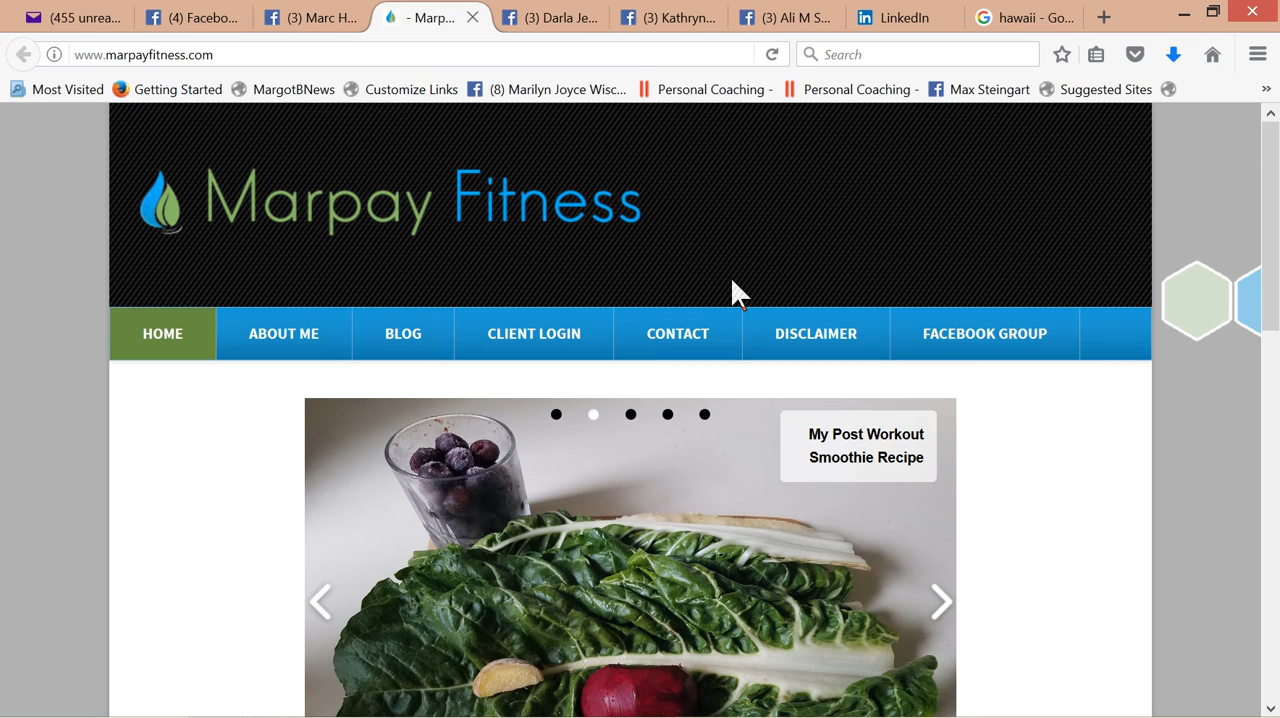 (455 unrea...
(4) Facebo...
(3) Marc H...
- Marp...
(3) Darla Je...
(3) Kathryn...
(3) Ali M S...
LinkedIn
hawaii - Go...
www.marpayfitness.com
Search
Most Visited
Getting Started
MargotBNews
Customize Links
(8) Marilyn Joyce Wisc...
Personal Coaching -
Personal Coaching -
Max Steingart
Suggested Sites
Marpay Fitness
HOME
ABOUT ME
BLOG
CLIENT LOGIN
CONTACT
DISCLAIMER
FACEBOOK GROUP
My Post Workout
Smoothie Recipe